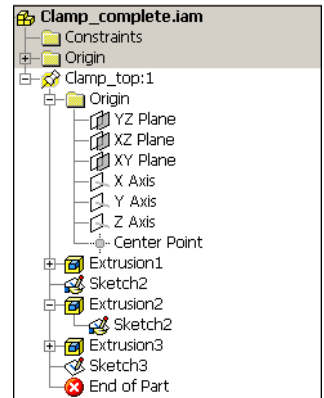 Clamp_complete.iam
Constraints
Origin
Clamp_top:1
Origin
YZ Plane
XZ Plane
XY Plane
X Axis
Y Axis
Z Axis
Center Point
Extrusion1
Sketch2
Extrusion2
Sketch2
Extrusion3
Sketch3
End of Part